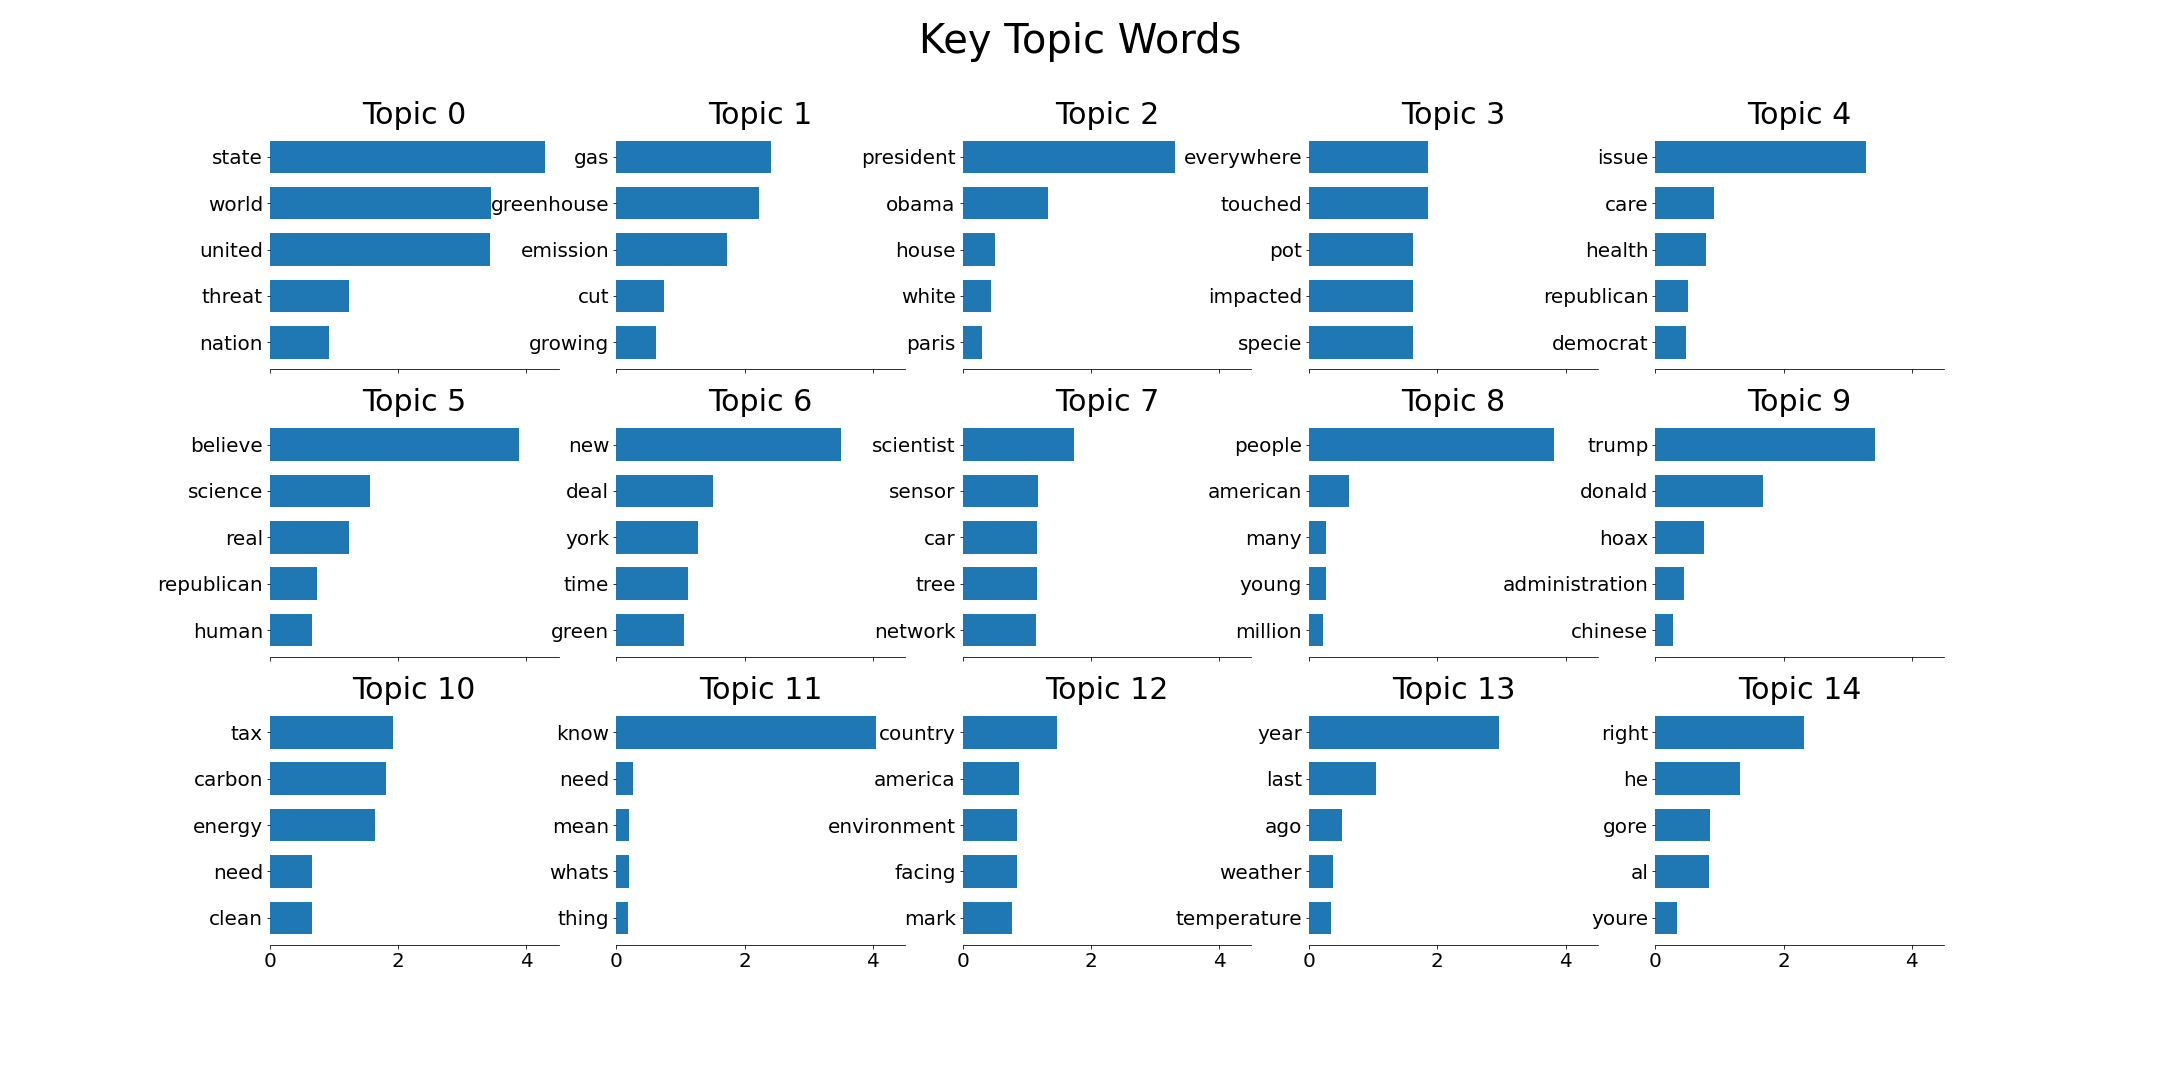 Key Topic Words
Topic 0
state
world
united
threat
nation
Topic 1
gas
greenhouse
emission
cut
growing
Topic 2
president
obama
house
white
paris
Topic 3
everywhere
touched
pot
impacted
specie
Topic 4
issue
care
health
republican
democrat
Topic 5
believe
science
real
republican
human
Topic 6
new
deal
york
time
green
Topic 7
scientist
sensor
car
tree
network
Topic 8
people
american
many
young
million
Topic 9
trump
donald
hoax
administration
chinese
Topic 10
tax
carbon
energy
need
clean
0 2 4
Topic 11
know
need
mean
whats
thing
0 2 4
Topic 12
country
america
environment
facing
mark
0 2 4
Topic 13
year
last
ago
weather
temperature
0 2 4
Topic 14
right
he
gore
al
youre
0 2 4